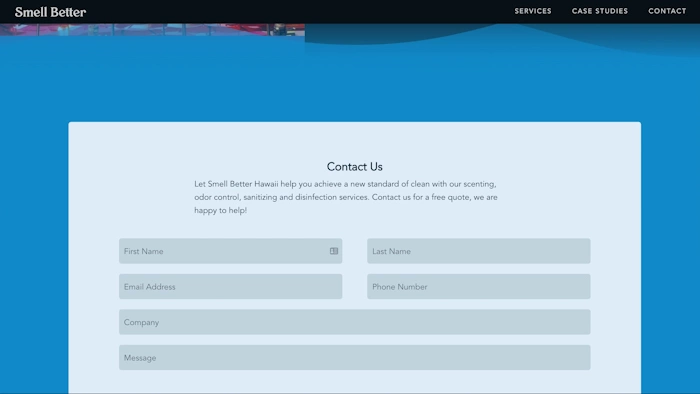 Smell Better
SERVICES CASE STUDIES CONTACT
Contact Us
Let Smell Better Hawaii help you achieve a new standard of clean with our scenting,
odor control, sanitizing and disinfection services. Contact us for a free quote, we are
happy to help!
First Name Last Name
Email Address Phone Number
Company
Message